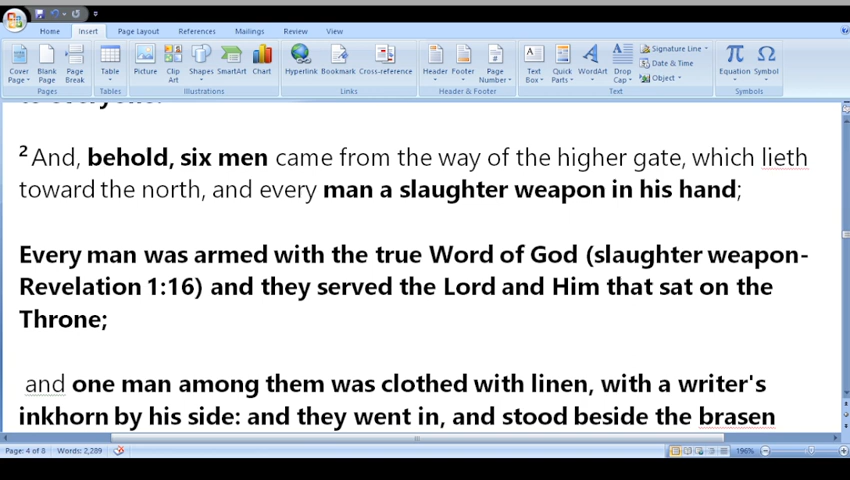 Home Insert Page Layout References Mailings Review View
Cover Page Blank Page Page Break Table Picture Clip Art Shapes SmartArt Chart Hyperlink Bookmark Cross-reference Header Footer Page Number Text Box Quick Parts WordArt Drop Cap Signature Line Date & Time Object Equation Symbol
Pages Tables Illustrations Links Header & Footer Text Symbols
to everyone.
2 And, behold, six men came from the way of the higher gate, which lieth
toward the north, and every man a slaughter weapon in his hand;
Every man was armed with the true Word of God (slaughter weapon-
Revelation 1:16) and they served the Lord and Him that sat on the
Throne;
and one man among them was clothed with linen, with a writer's
inkhorn by his side: and they went in, and stood beside the brasen
Page: 4 of 8 Words: 2,289 196%